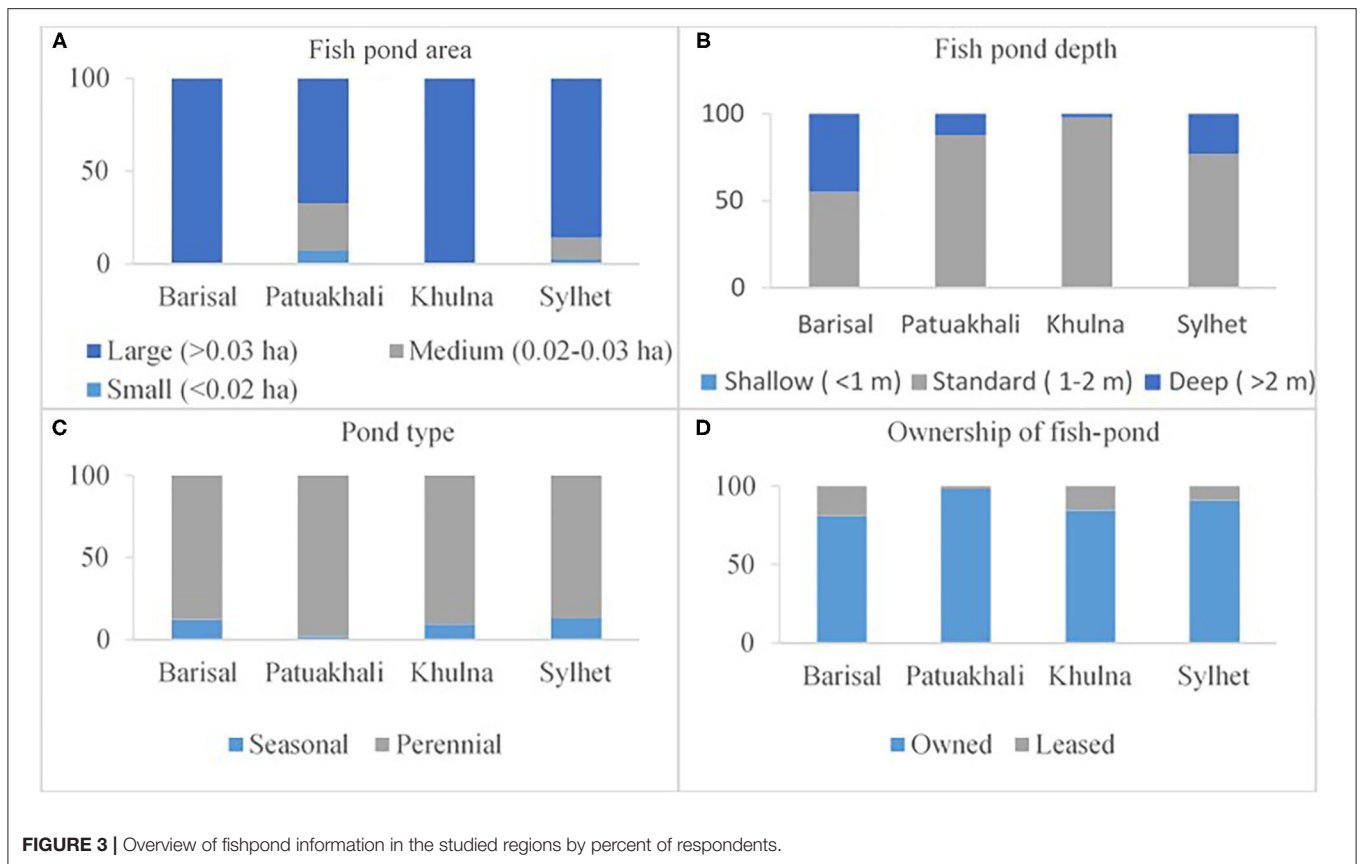 A
Fish pond area
100
50
0
Barisal Patuakhali Khulna Sylhet
Large (>0.03 ha) Medium (0.02-0.03 ha)
Small (<0.02 ha)
B
Fish pond depth
100
50
0
Barisal Patuakhali Khulna Sylhet
Shallow ( <1 m) Standard ( 1-2 m) Deep ( >2 m)
C
Pond type
100
50
0
Barisal Patuakhali Khulna Sylhet
Seasonal Perennial
D
Ownership of fish-pond
100
50
0
Barisal Patuakhali Khulna Sylhet
Owned Leased
FIGURE 3 | Overview of fishpond information in the studied regions by percent of respondents.